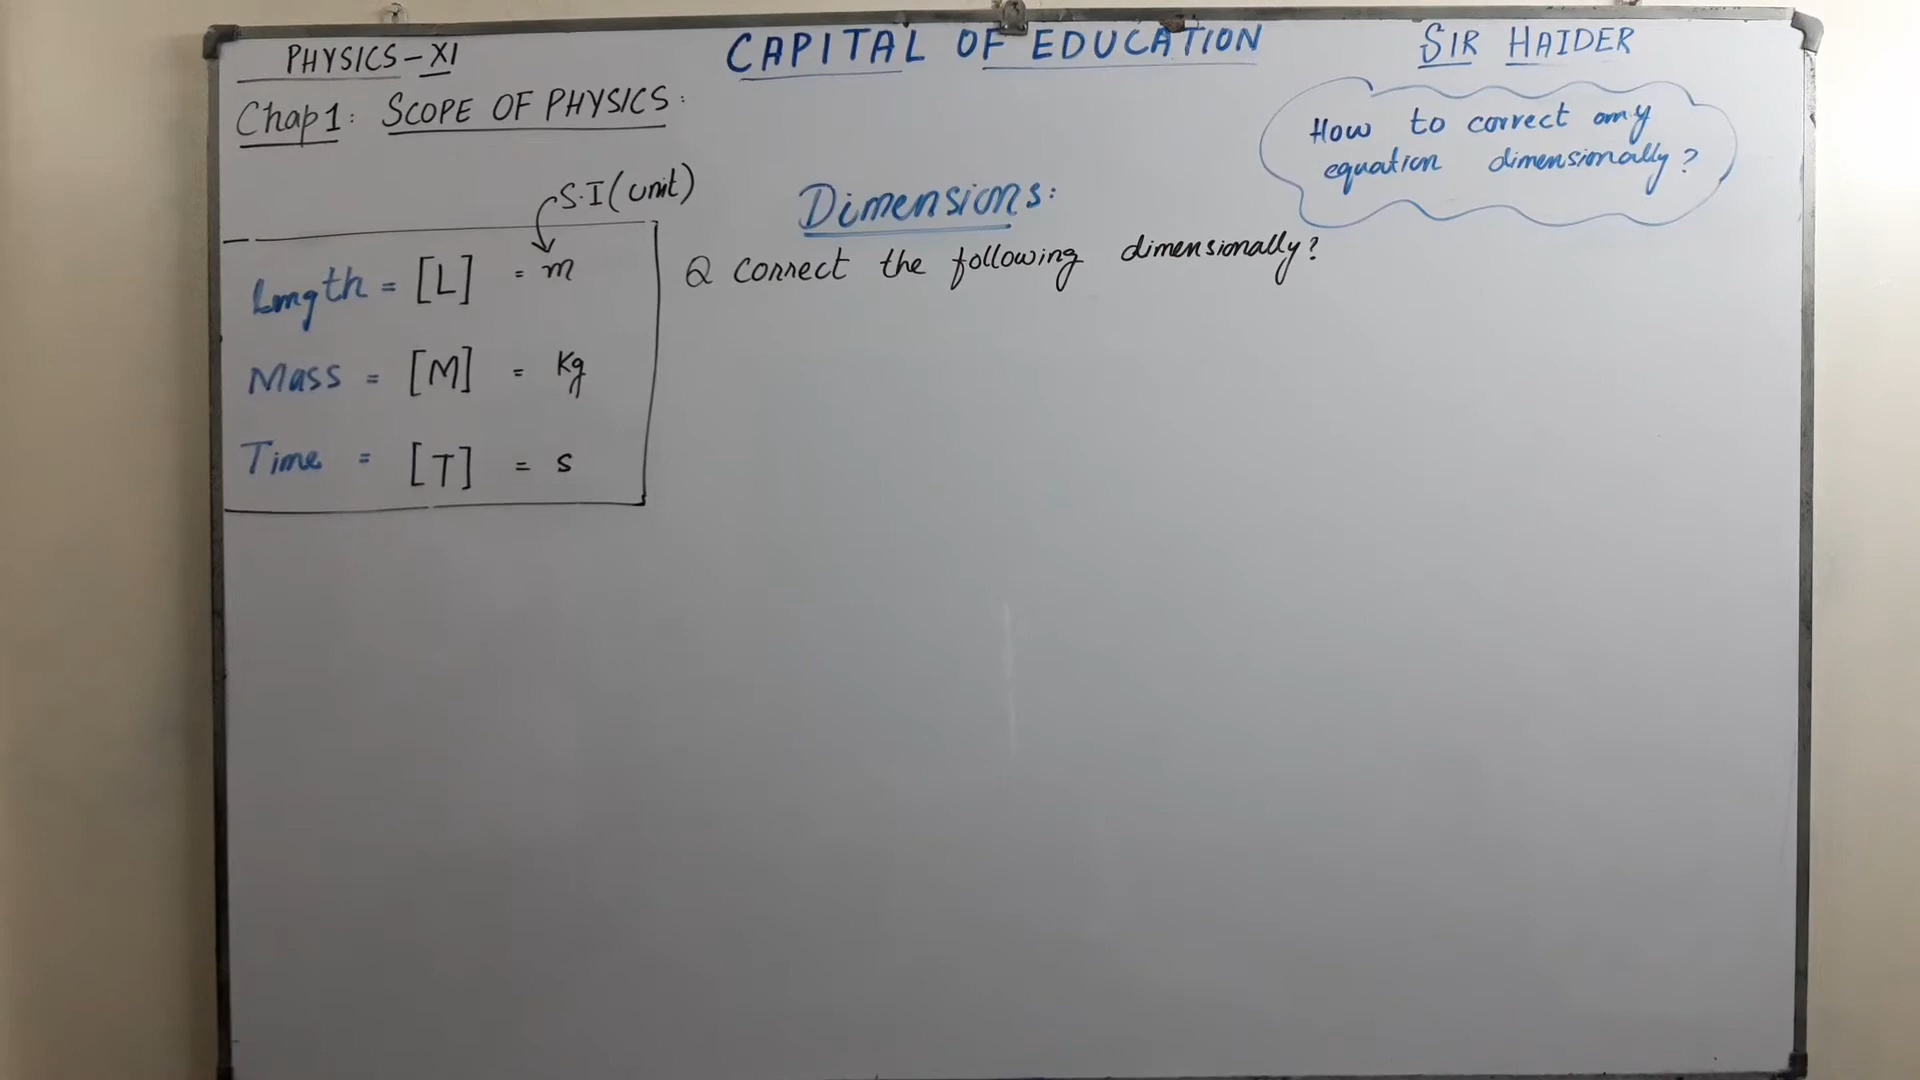 PHYSICS-XI
CAPITAL OF EDUCATION
SIR HAIDER
Chap 1: SCOPE OF PHYSICS:
How to correct any
equation dimensionally?
S.I (unit)
Length = [L] = m
Mass = [M] = Kg
Time = [T] = s
Dimensions:
Q Correct the following dimensionally?